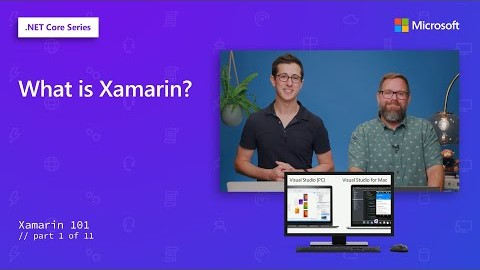 .NET Core Series
Microsoft
What is Xamarin?
Visual Studio (PC)
Visual Studio for Mac
Xamarin 101
// part 1 of 11